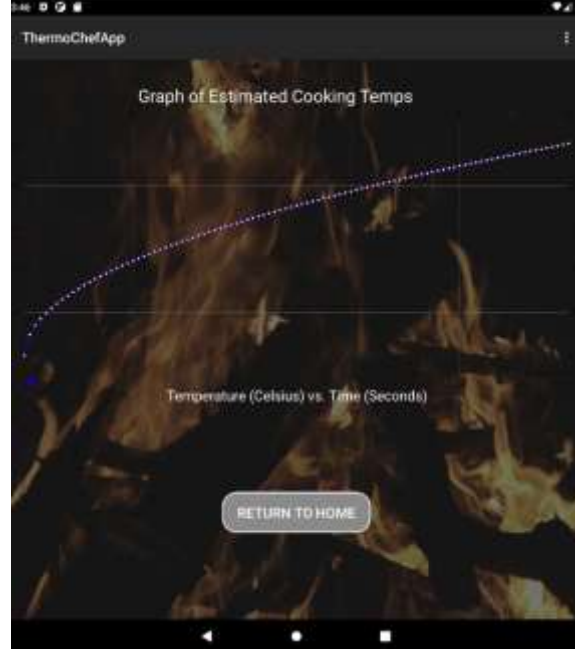 ThermoChefApp
Graph of Estimated Cooking Temps
Temperature (Celsius) vs. Time (Seconds)
RETURN TO HOME